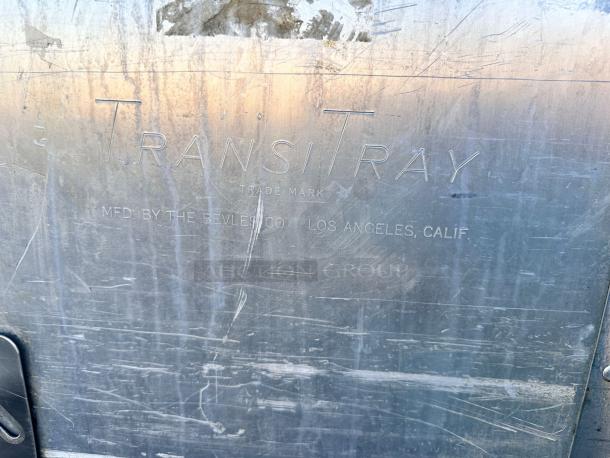 TRANSITRAY
TRADE MARK
MFD. BY THE BEVLES CO. LOS ANGELES, CALIF.
AUCTION GROUP